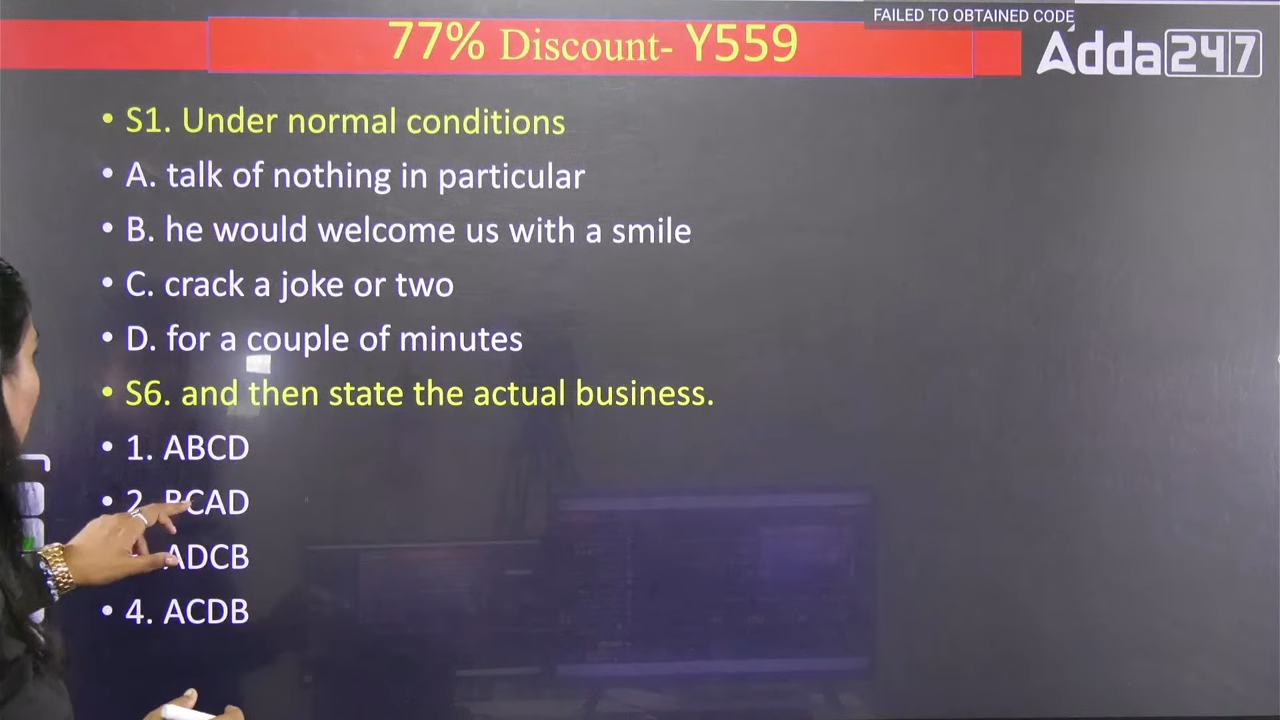 FAILED TO OBTAINED CODE
77% Discount- Y559
Adda247
• S1. Under normal conditions
• A. talk of nothing in particular
• B. he would welcome us with a smile
• C. crack a joke or two
• D. for a couple of minutes
• S6. and then state the actual business.
• 1. ABCD
• 2. BCAD
ADCB
• 4. ACDB